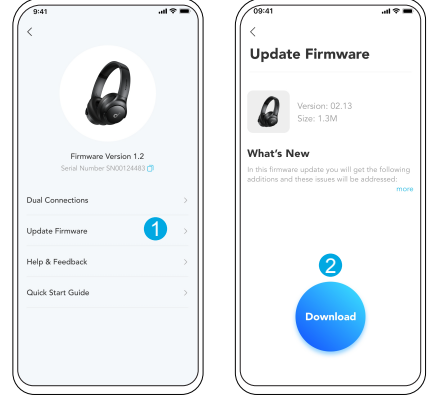 9:41
Firmware Version 1.2
Serial Number SN00124483
Dual Connections
Update Firmware
1
Help & Feedback
Quick Start Guide
09:41
Update Firmware
Version: 02.13
Size: 1.3M
What's New
In this firmware update you will get the following
additions and these issues will be addressed:
more
2
Download